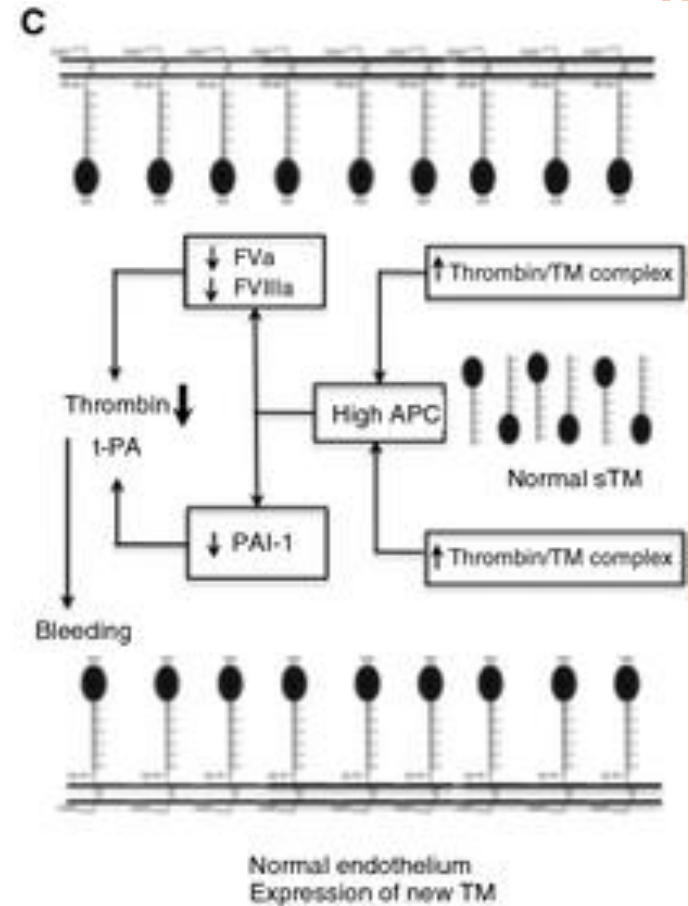 C
↓ FVa
↓ FVIIIa
↑ Thrombin/TM complex
Thrombin ↓
t-PA
High APC
Normal sTM
↓ PAI-1
↑ Thrombin/TM complex
Bleeding
Normal endothelium
Expression of new TM